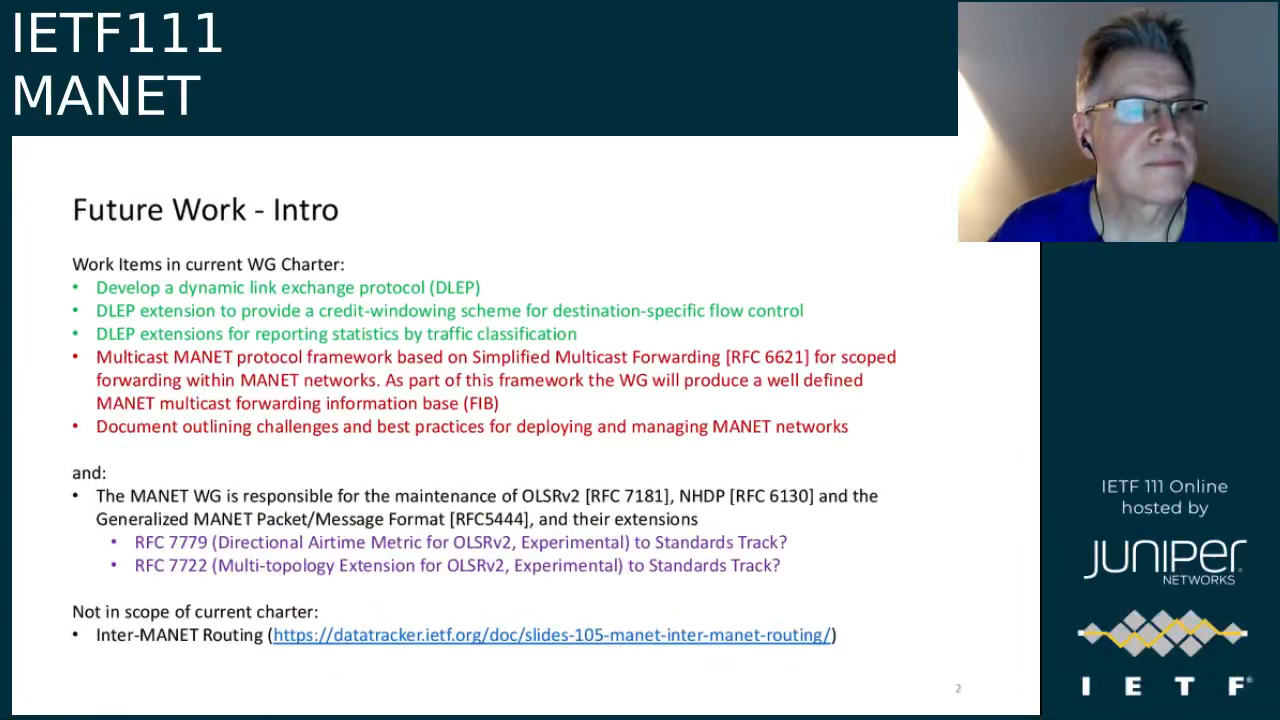 IETF111
MANET
Future Work - Intro
Work Items in current WG Charter:
• Develop a dynamic link exchange protocol (DLEP)
• DLEP extension to provide a credit-windowing scheme for destination-specific flow control
• DLEP extensions for reporting statistics by traffic classification
• Multicast MANET protocol framework based on Simplified Multicast Forwarding [RFC 6621] for scoped
forwarding within MANET networks. As part of this framework the WG will produce a well defined
MANET multicast forwarding information base (FIB)
• Document outlining challenges and best practices for deploying and managing MANET networks
and:
• The MANET WG is responsible for the maintenance of OLSRv2 [RFC 7181], NHDP [RFC 6130] and the
Generalized MANET Packet/Message Format [RFC5444], and their extensions
• RFC 7779 (Directional Airtime Metric for OLSRv2, Experimental) to Standards Track?
• RFC 7722 (Multi-topology Extension for OLSRv2, Experimental) to Standards Track?
Not in scope of current charter:
• Inter-MANET Routing (https://datatracker.ietf.org/doc/slides-105-manet-inter-manet-routing/)
2
IETF 111 Online
hosted by
JUNIPER
NETWORKS
I E T F®